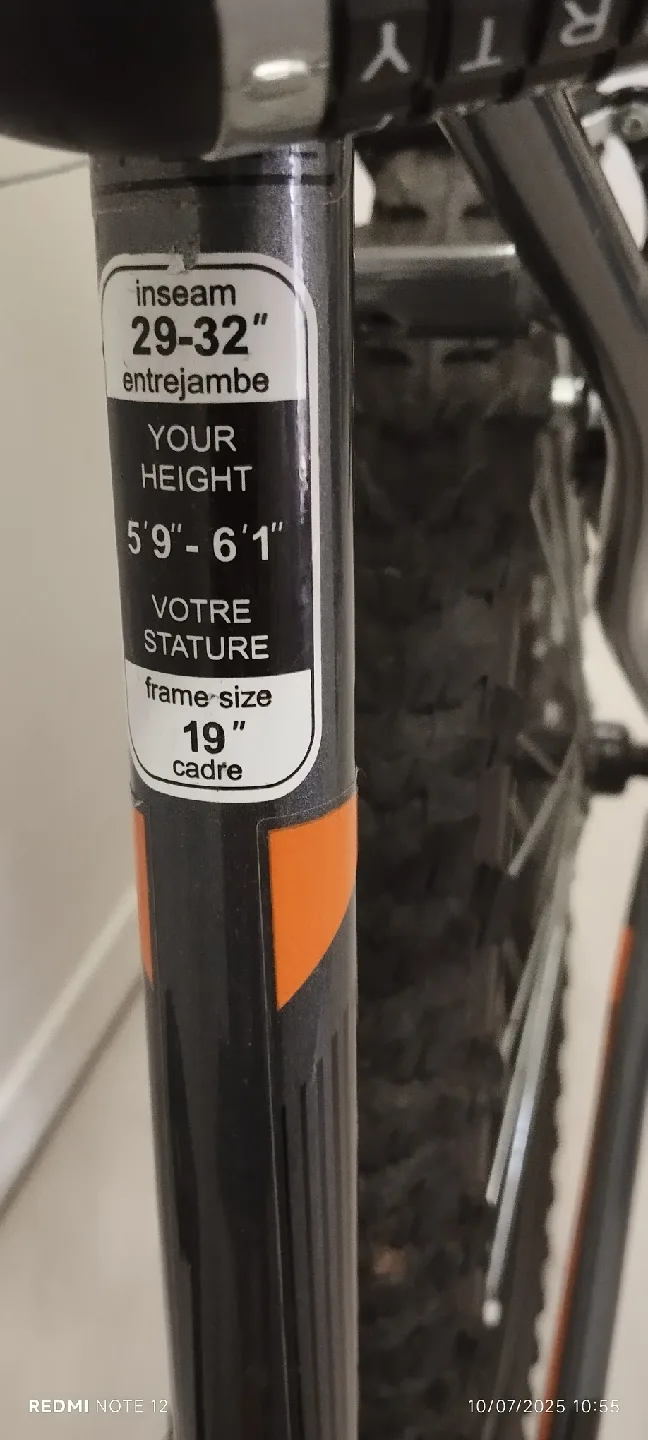 RTY
inseam
29-32"
entrejambe
YOUR
HEIGHT
5'9"- 6'1"
VOTRE
STATURE
frame size
19"
cadre
REDMI NOTE 12
10/07/2025 10:55